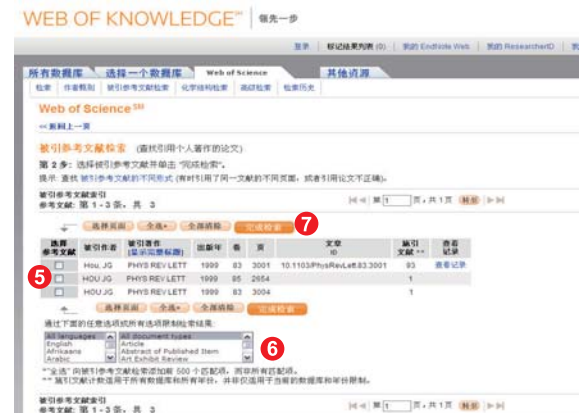 WEB OF KNOWLEDGE℠ 领先一步
登录 标记结果列表 (0) 我的 EndNote Web 我的 ResearcherID
所有数据库 选择一个数据库 Web of Science 其他资源
检索 作者甄别 被引参考文献检索 化学结构检索 高级检索 检索历史
Web of Science SM
<< 返回上一页
被引参考文献检索 (查找引用个人著作的论文)
第 2 步: 选择被引参考文献并单击 "完成检索"。
提示: 查找 被引参考文献的不同形式 (有时引用了同一文献的不同页面, 或者引用论文不正确)。
被引参考文献索引
参考文献: 第 1 - 3 条, 共 3
第 1 页, 共 1 页 转到
选择页面 全选* 全部清除 完成检索 7
选择参考文献 被引作者 被引著作 [显示完整标题] 出版年 卷 页 文章 ID 施引文献 ** 查看记录
Hou, JG PHYS REV LETT 1999 83 3001 10.1103/PhysRevLett.83.3001 93 查看记录
5 HOU JG PHYS REV LETT 1999 85 2654 1
HOU JG PHYS REV LETT 1999 83 3004 1
选择页面 全选* 全部清除 完成检索
通过下面的任意选项或所有选项限制检索结果:
All languages All document types
English Article
Afrikaans Abstract of Published Item
Arabic Art Exhibit Review
6
*"全选" 向被引参考文献检索添加前 500 个匹配项, 而非所有匹配项。
** 施引文献计数适用于所有数据库和所有年份, 并非仅适用于当前的数据库和年份限制。
被引参考文献索引
参考文献: 第 1 - 3 条, 共 3
第 1 页, 共 1 页 转到